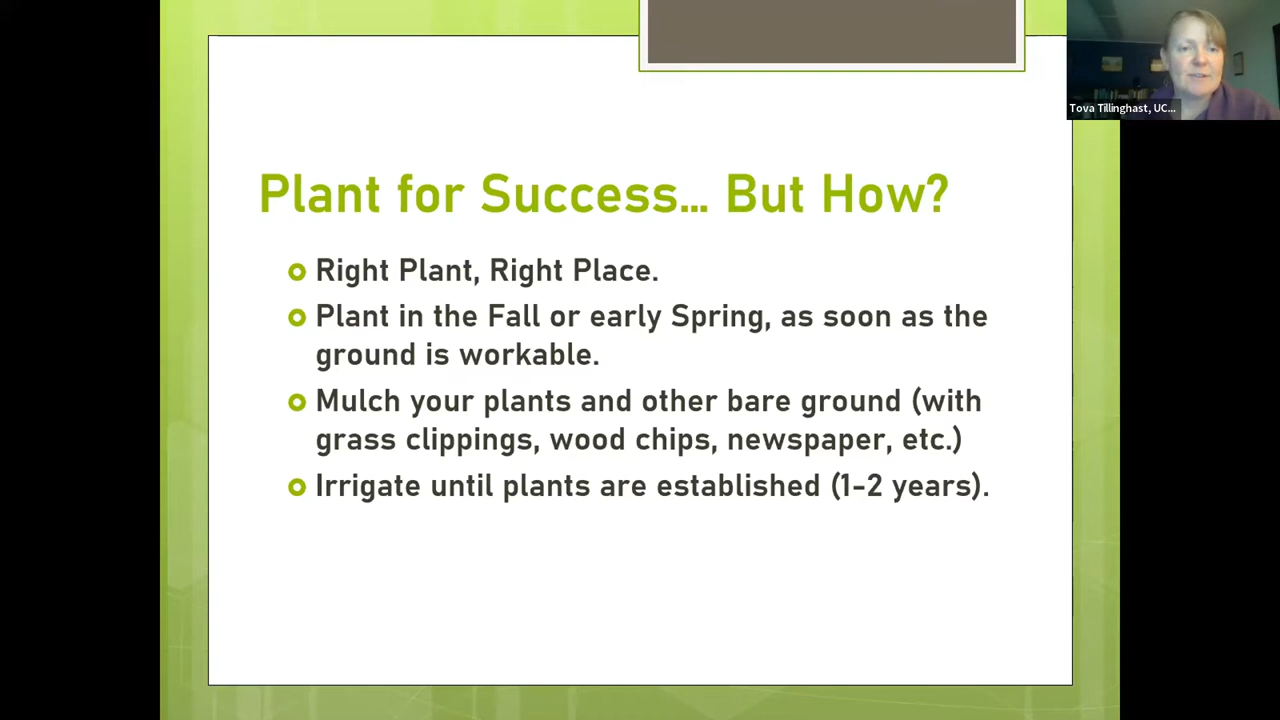 Tova Tillinghast, UC...
Plant for Success... But How?
Right Plant, Right Place.
Plant in the Fall or early Spring, as soon as the
ground is workable.
Mulch your plants and other bare ground (with
grass clippings, wood chips, newspaper, etc.)
Irrigate until plants are established (1-2 years).